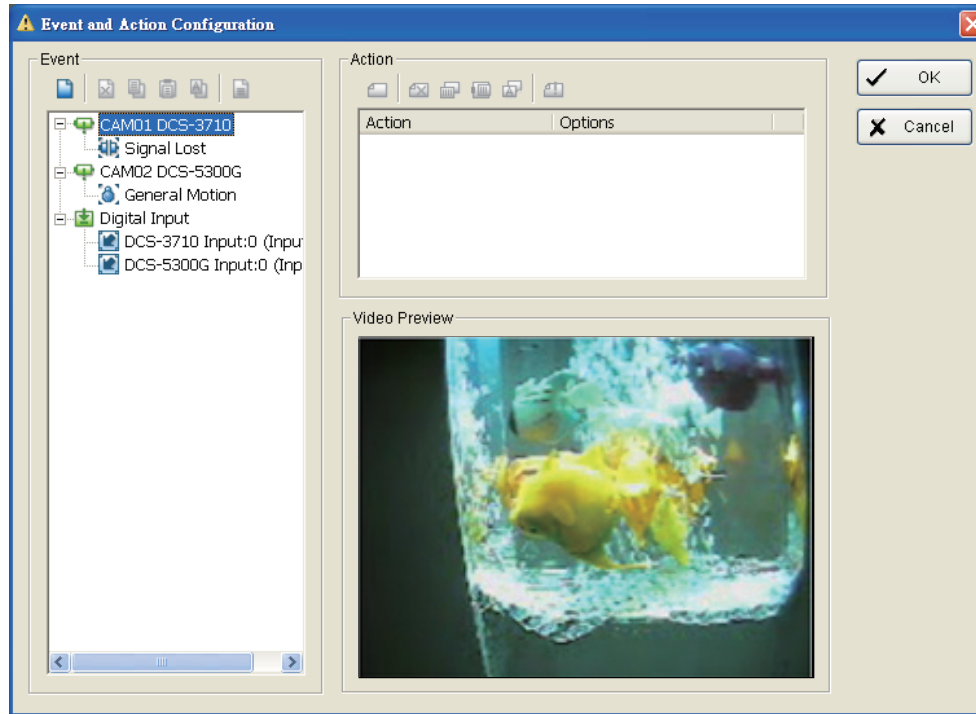 Event and Action Configuration
Event
CAM01 DCS-3710
Signal Lost
CAM02 DCS-5300G
General Motion
Digital Input
DCS-3710 Input:0 (Inpu
DCS-5300G Input:0 (Inp
Action
Action Options
Video Preview
OK
Cancel